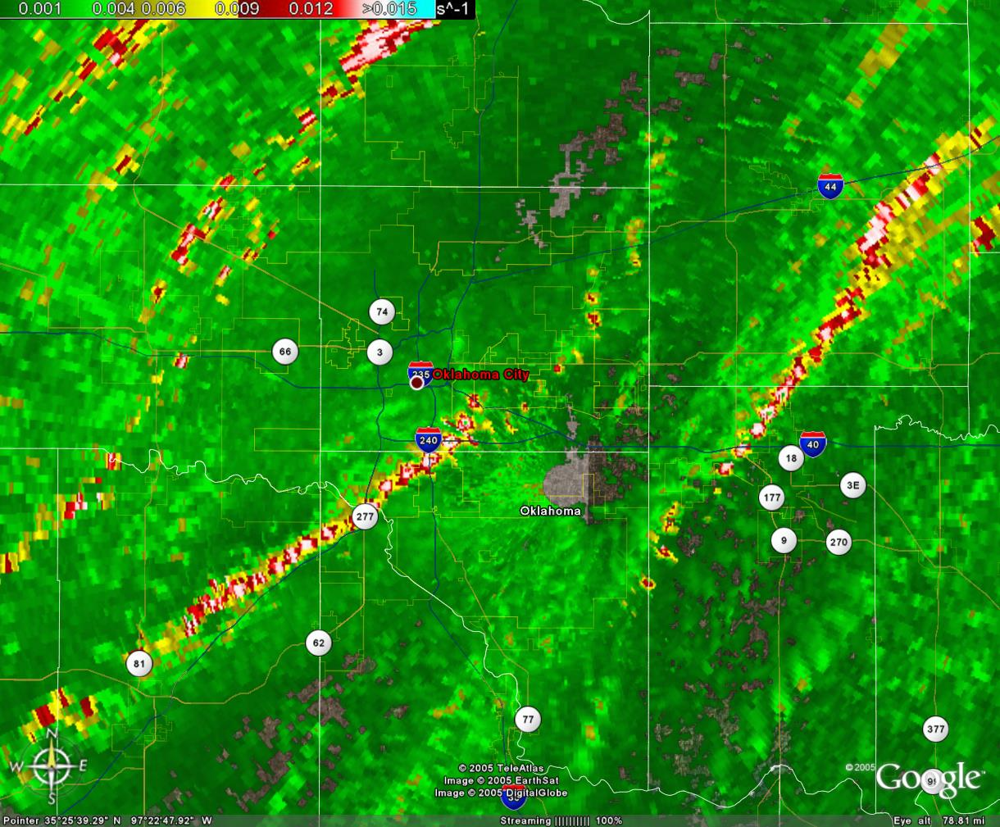 0.001 0.004 0.006 0.009 0.012 >0.015 s^-1
44
74
66
3
235
Oklahoma City
240
40
18
3E
177
277
Oklahoma
9
270
62
81
77
377
N
W E
S
© 2005 TeleAtlas
Image © 2005 EarthSat
Image © 2005 DigitalGlobe
© 2005 Google™
Pointer 35°25'39.29" N 97°22'47.92" W
Streaming |||||||||| 100%
Eye alt 78.81 mi